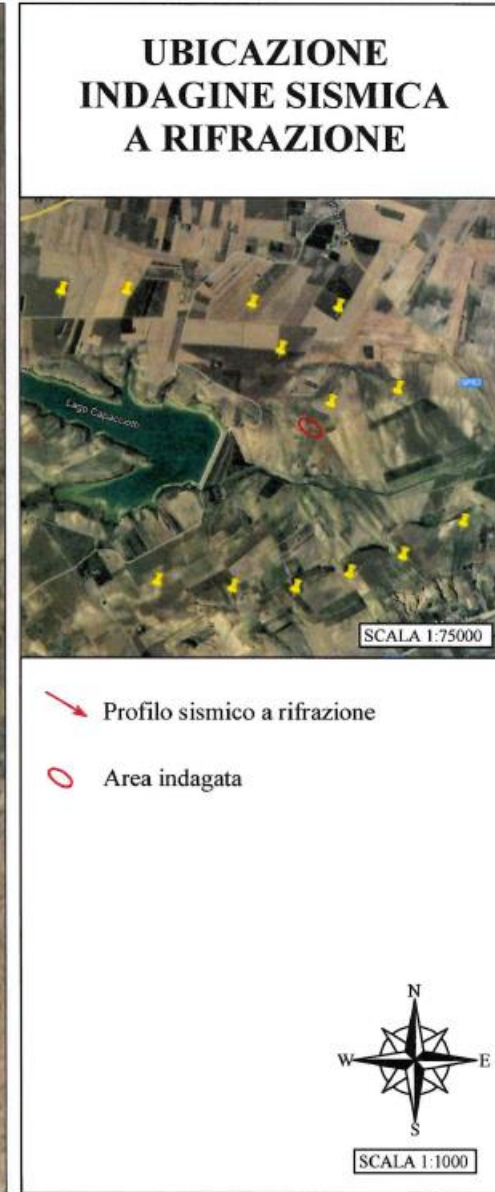 UBICAZIONE
INDAGINE SISMICA
A RIFRAZIONE
Lago Capacciotti
SCALA 1:75000
Profilo sismico a rifrazione
Area indagata
N
W
E
S
SCALA 1:1000